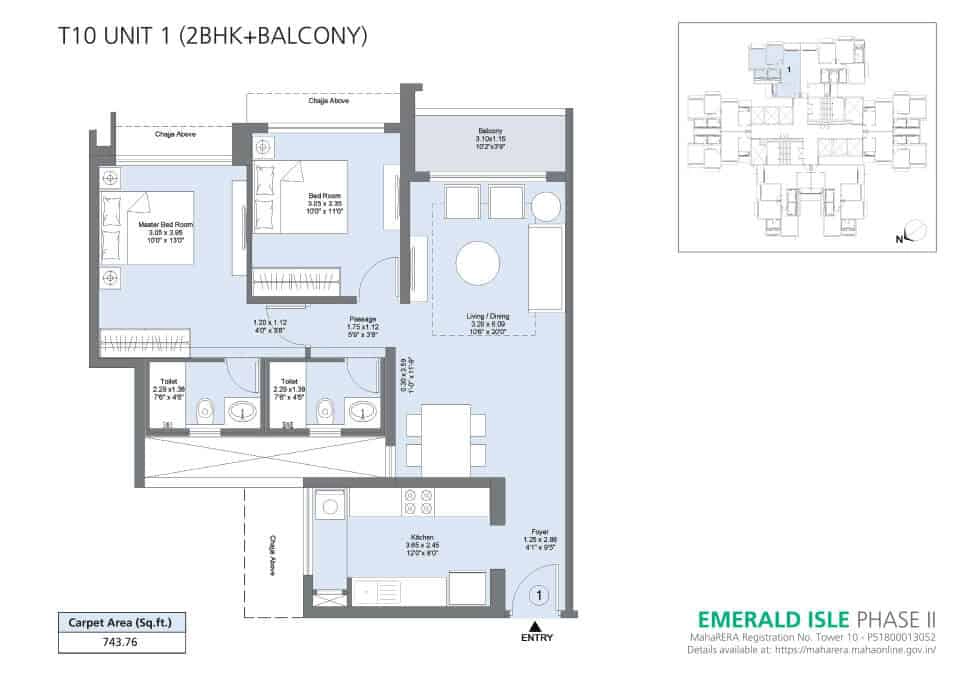 T10 UNIT 1 (2BHK+BALCONY)
Chajja Above
Chajja Above
Balcony
3.10x1.15
10'2"x3'9"
Master Bed Room
3.05 x 3.95
10'0" x 13'0"
Bed Room
3.05 x 3.35
10'0" x 11'0"
Living / Dining
3.28 x 6.09
10'6" x 20'0"
1.20 x 1.12
4'0" x 3'8"
Passage
1.75 x 1.12
5'9" x 3'8"
0.30 x 3.59
1'-0" x 11'-9"
Toilet
2.29 x1.38
7'6" x 4'6"
Toilet
2.29 x1.39
7'6" x 4'6"
Kitchen
3.65 x 2.45
12'0" x 8'0"
Foyer
1.25 x 2.88
4'1" x 9'5"
Chajja Above
1
ENTRY
1
N
Carpet Area (Sq.ft.)
743.76
EMERALD ISLE PHASE II
MahaRERA Registration No. Tower 10 - P51800013052
Details available at: https://maharera.mahaonline.gov.in/